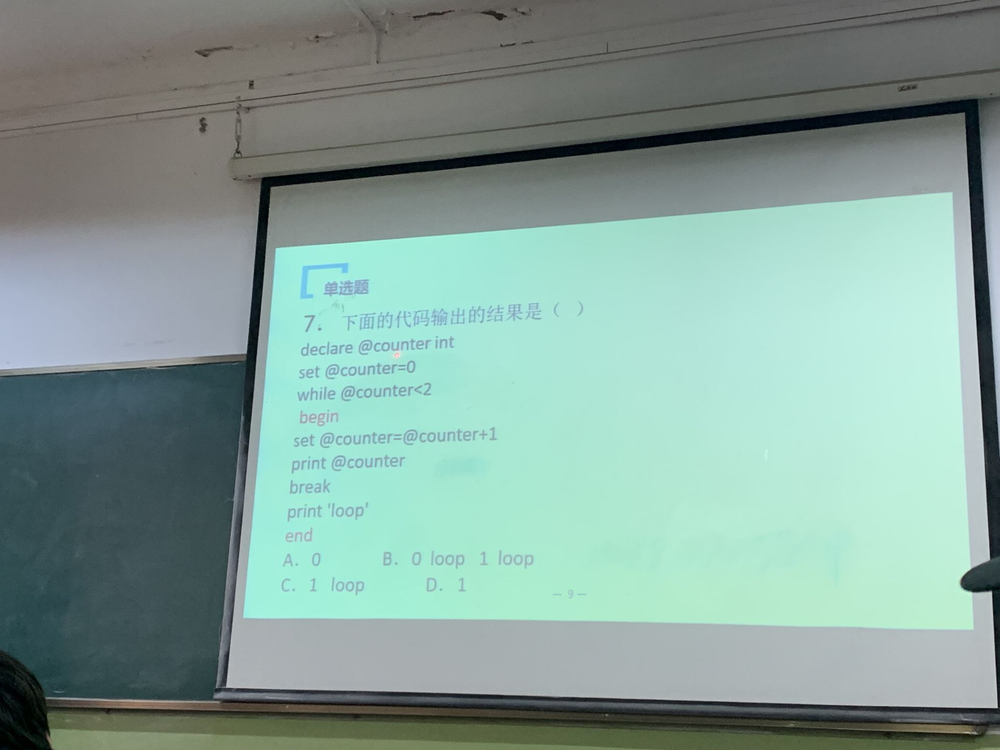 单选题
7. 下面的代码输出的结果是（ ）
declare @counter int
set @counter=0
while @counter<2
begin
set @counter=@counter+1
print @counter
break
print 'loop'
end
A. 0 B. 0 loop 1 loop
C. 1 loop D. 1
— 9 —